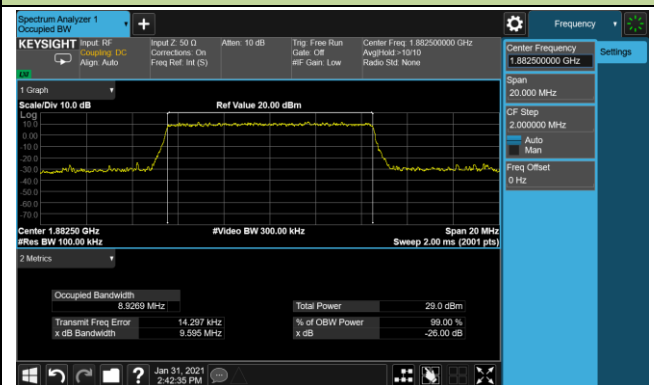 Spectrum Analyzer 1
Occupied BW
Frequency
KEYSIGHT
Input: RF
Coupling: DC
Align: Auto
Input Z: 50 Ω
Corrections: On
Freq Ref: Int (S)
Atten: 10 dB
Trig: Free Run
Gate: Off
#IF Gain: Low
Center Freq: 1.882500000 GHz
Avg|Hold:>10/10
Radio Std: None
Center Frequency
1.882500000 GHz
Settings
Span
20.000 MHz
CF Step
2.000000 MHz
Auto
Man
Freq Offset
0 Hz
1 Graph
Scale/Div 10.0 dB
Ref Value 20.00 dBm
Log
10.0
0.00
-10.0
-20.0
-30.0
-40.0
-50.0
-60.0
-70.0
Center 1.88250 GHz
#Video BW 300.00 kHz
Span 20 MHz
#Res BW 100.00 kHz
Sweep 2.00 ms (2001 pts)
2 Metrics
Occupied Bandwidth
8.9269 MHz
Total Power
29.0 dBm
Transmit Freq Error
14.297 kHz
% of OBW Power
99.00 %
x dB Bandwidth
9.595 MHz
x dB
-26.00 dB
Jan 31, 2021
2:42:35 PM